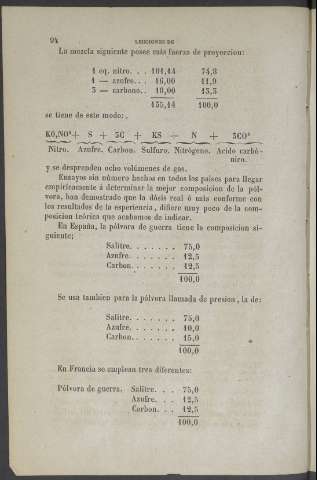 94 LECCIONES DE
La mezcla siguiente posee más fuerza de proyeccion:
1 eq. nitro. . . 101,14 74,8
1 — azufre. . 16,00 11,9
3 — carbono. . 18,00 13,3
135,14 100,0
se tiene de este modo:
KO,NO⁵+ S + 3C + KS + N + 3CO²
Nitro. Azufre. Carbon. Sulfuro. Nitrógeno. Acido carbó-
nico.
y se desprenden ocho volúmenes de gas.
Ensayos sin número hechos en todos los paises para llegar
empíricamente á determinar la mejor composicion de la pól-
vora, han demostrado que la dósis real ó más conforme con
los resultados de la esperiencia, difiere muy poco de la com-
posicion teórica que acabamos de indicar.
En España, la pólvora de guerra tiene la composicion si-
guiente:
Salitre. . . . . . . 75,0
Azufre. . . . . . . 12,5
Carbon. . . . . . . 12,5
100,0
Se usa tambien para la pólvora llamada de presion, la de:
Salitre. . . . . . . 75,0
Azufre. . . . . . . 10,0
Carbon. . . . . . . 15,0
100,0
En Francia se emplean tres diferentes:
Pólvora de guerra. Salitre. . . 75,0
Azufre. . . 12,5
Carbon. . . 12,5
100,0